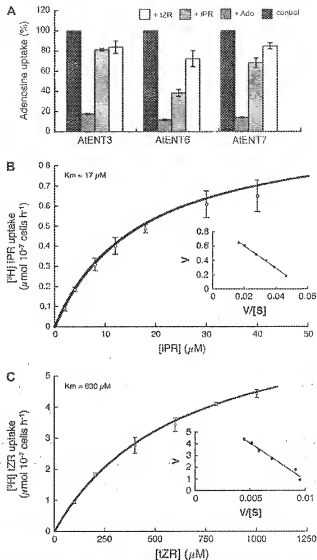 A
+ tZR + iPR + Ado control
Adenosine uptake (%)
100
80
60
40
20
0
AtENT3 AtENT6 AtENT7
B
Km = 17 µM
[³H] iPR uptake
(µmol 10⁻⁷ cells h⁻¹)
0.8
0.7
0.6
0.5
0.4
0.3
0.2
0.1
0
0 10 20 30 40 50
[iPR] (µM)
V
0.8
0.6
0.4
0.2
0
0 0.02 0.04 0.06
V/[S]
C
Km = 630 µM
[³H] tZR uptake
(µmol 10⁻⁷ cells h⁻¹)
5
4
3
2
1
0
0 250 500 750 1000 1250
[tZR] (µM)
V
5
4
3
2
1
0
0 0.005 0.01
V/[S]